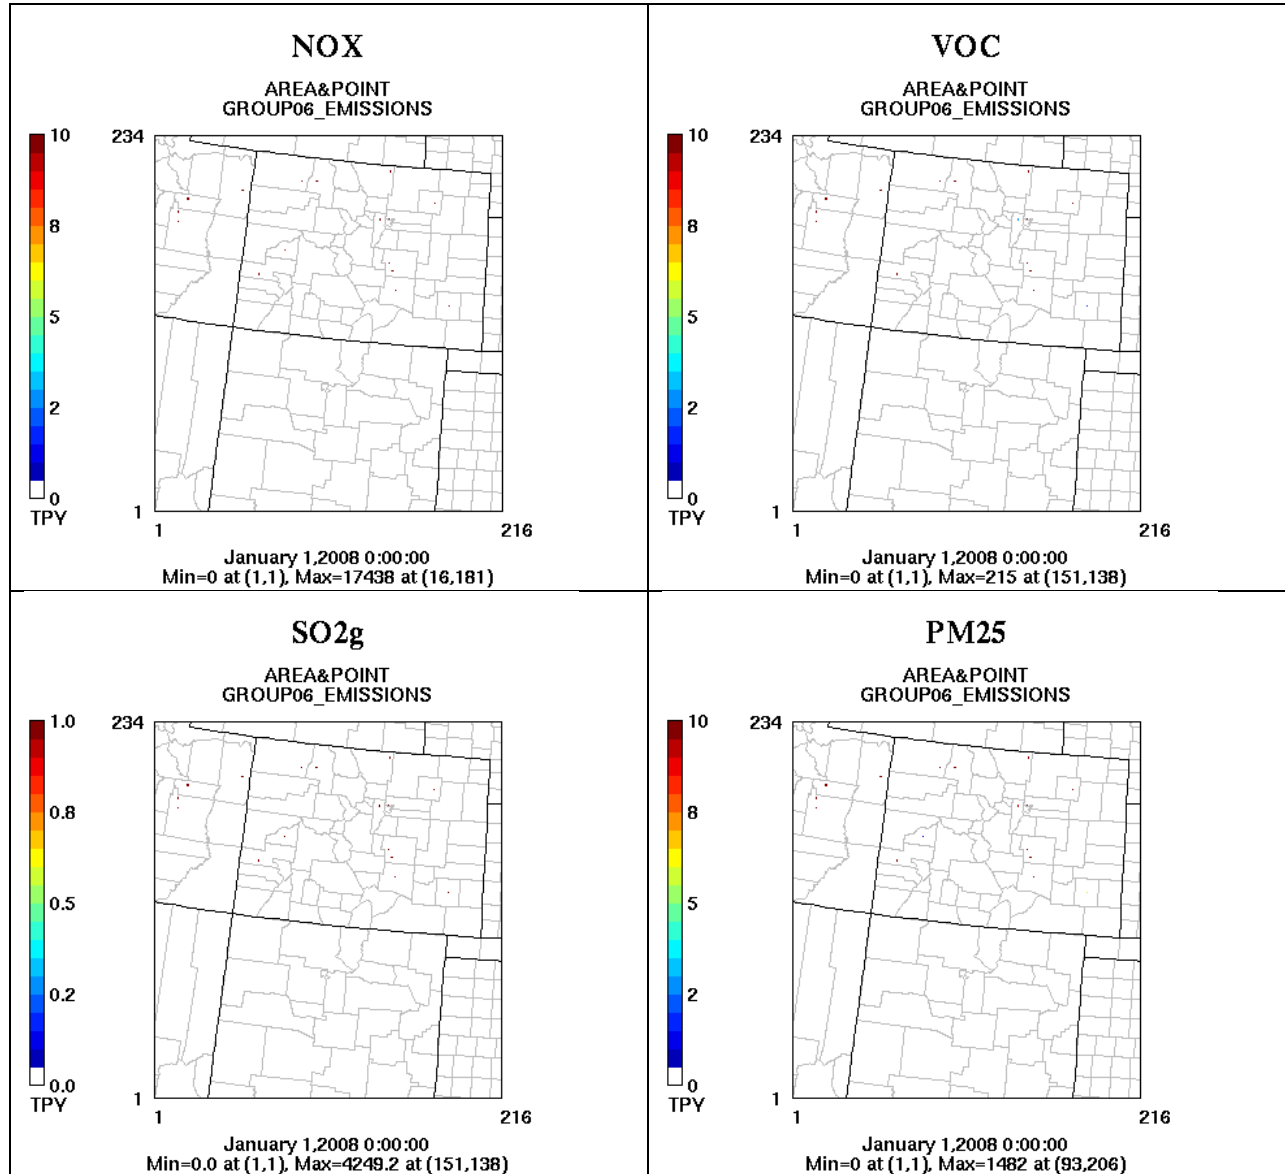 NOX
AREA&POINT
GROUP06_EMISSIONS
10
8
5
2
0
TPY
234
1
1
216
January 1,2008 0:00:00
Min=0 at (1,1), Max=17438 at (16,181)
VOC
AREA&POINT
GROUP06_EMISSIONS
10
8
5
2
0
TPY
234
1
1
216
January 1,2008 0:00:00
Min=0 at (1,1), Max=215 at (151,138)
SO2g
AREA&POINT
GROUP06_EMISSIONS
1.0
0.8
0.5
0.2
0.0
TPY
234
1
1
216
January 1,2008 0:00:00
Min=0.0 at (1,1), Max=4249.2 at (151,138)
PM25
AREA&POINT
GROUP06_EMISSIONS
10
8
5
2
0
TPY
234
1
1
216
January 1,2008 0:00:00
Min=0 at (1,1), Max=1482 at (93,206)